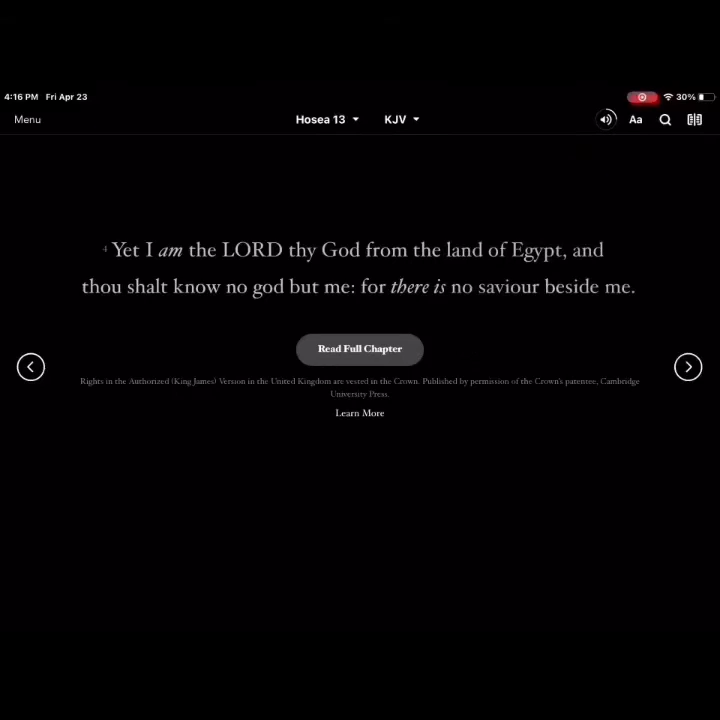 4:16 PM Fri Apr 23
30%
Menu
Hosea 13
KJV
Aa
4 Yet I am the LORD thy God from the land of Egypt, and
thou shalt know no god but me: for there is no saviour beside me.
Read Full Chapter
Rights in the Authorized (King James) Version in the United Kingdom are vested in the Crown. Published by permission of the Crown's patentee, Cambridge
University Press.
Learn More